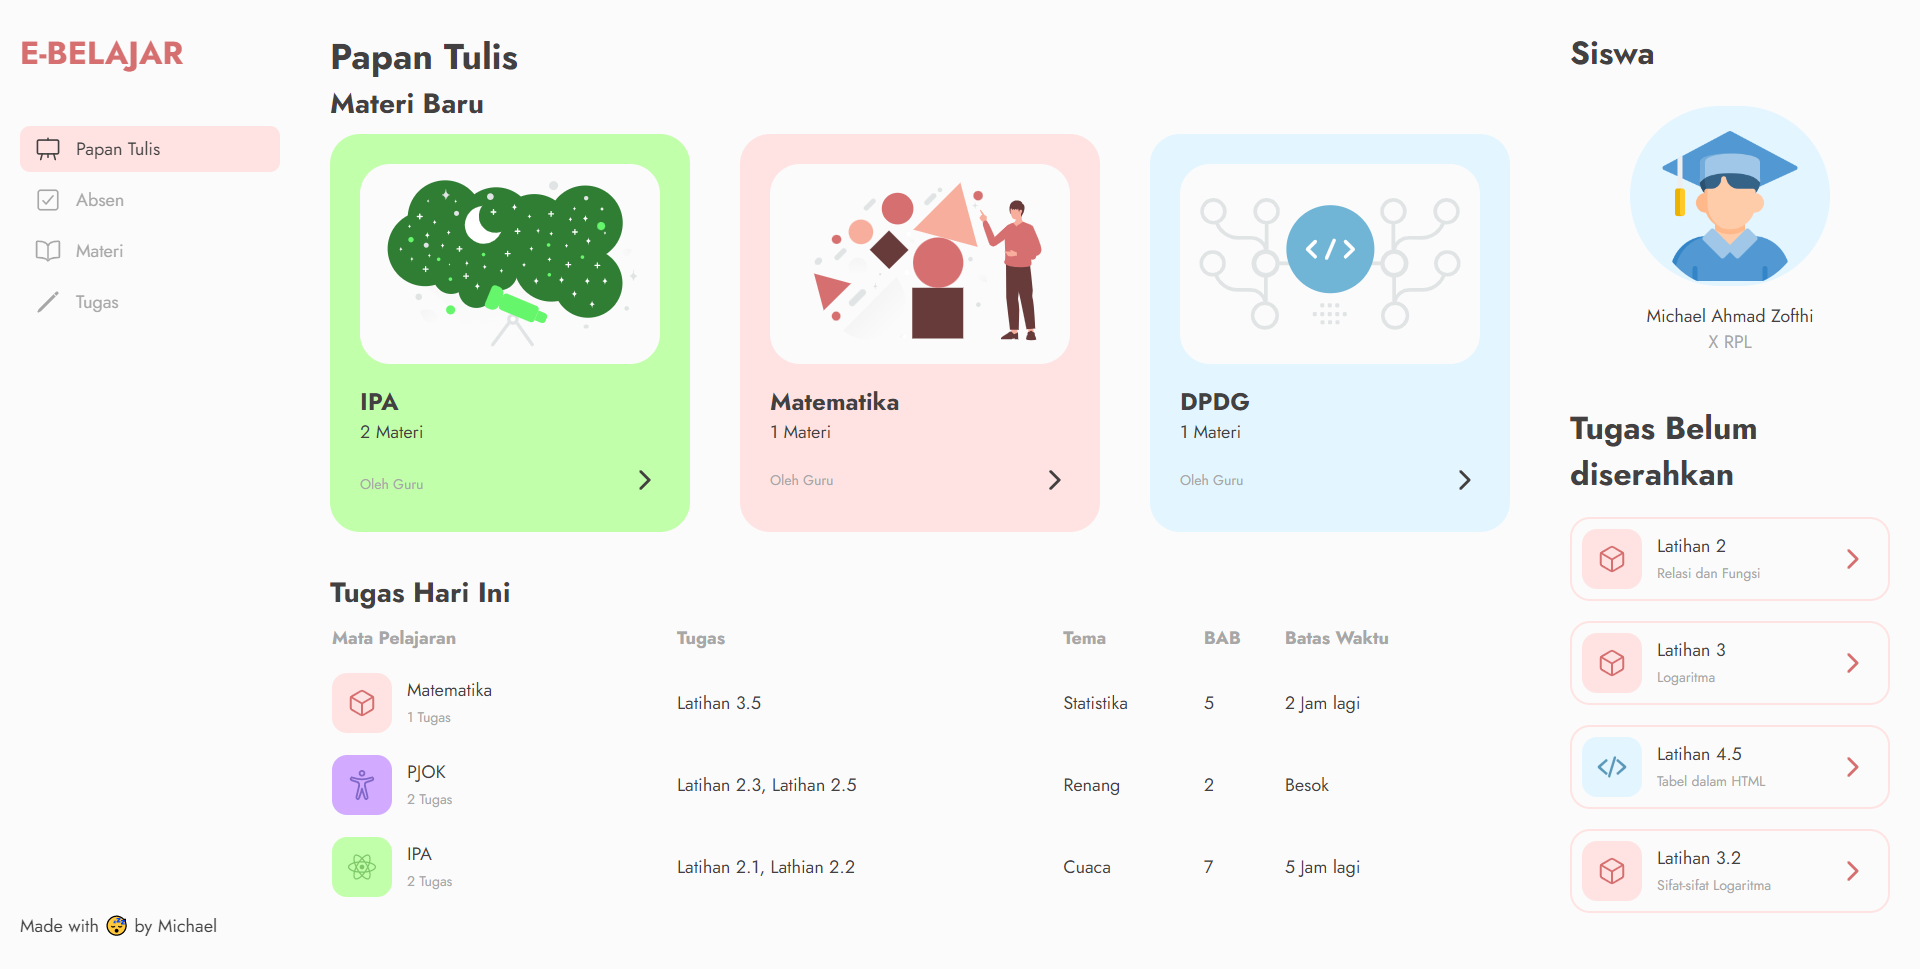 E-BELAJAR
Papan Tulis
Absen
Materi
Tugas
Made with 😴 by Michael
Papan Tulis
Materi Baru
IPA
2 Materi
Oleh Guru
Matematika
1 Materi
Oleh Guru
DPDG
1 Materi
Oleh Guru
Tugas Hari Ini
Mata Pelajaran Tugas Tema BAB Batas Waktu
Matematika
1 Tugas
Latihan 3.5 Statistika 5 2 Jam lagi
PJOK
2 Tugas
Latihan 2.3, Latihan 2.5 Renang 2 Besok
IPA
2 Tugas
Latihan 2.1, Lathian 2.2 Cuaca 7 5 Jam lagi
Siswa
Michael Ahmad Zofthi
X RPL
Tugas Belum
diserahkan
Latihan 2
Relasi dan Fungsi
Latihan 3
Logaritma
Latihan 4.5
Tabel dalam HTML
Latihan 3.2
Sifat-sifat Logaritma